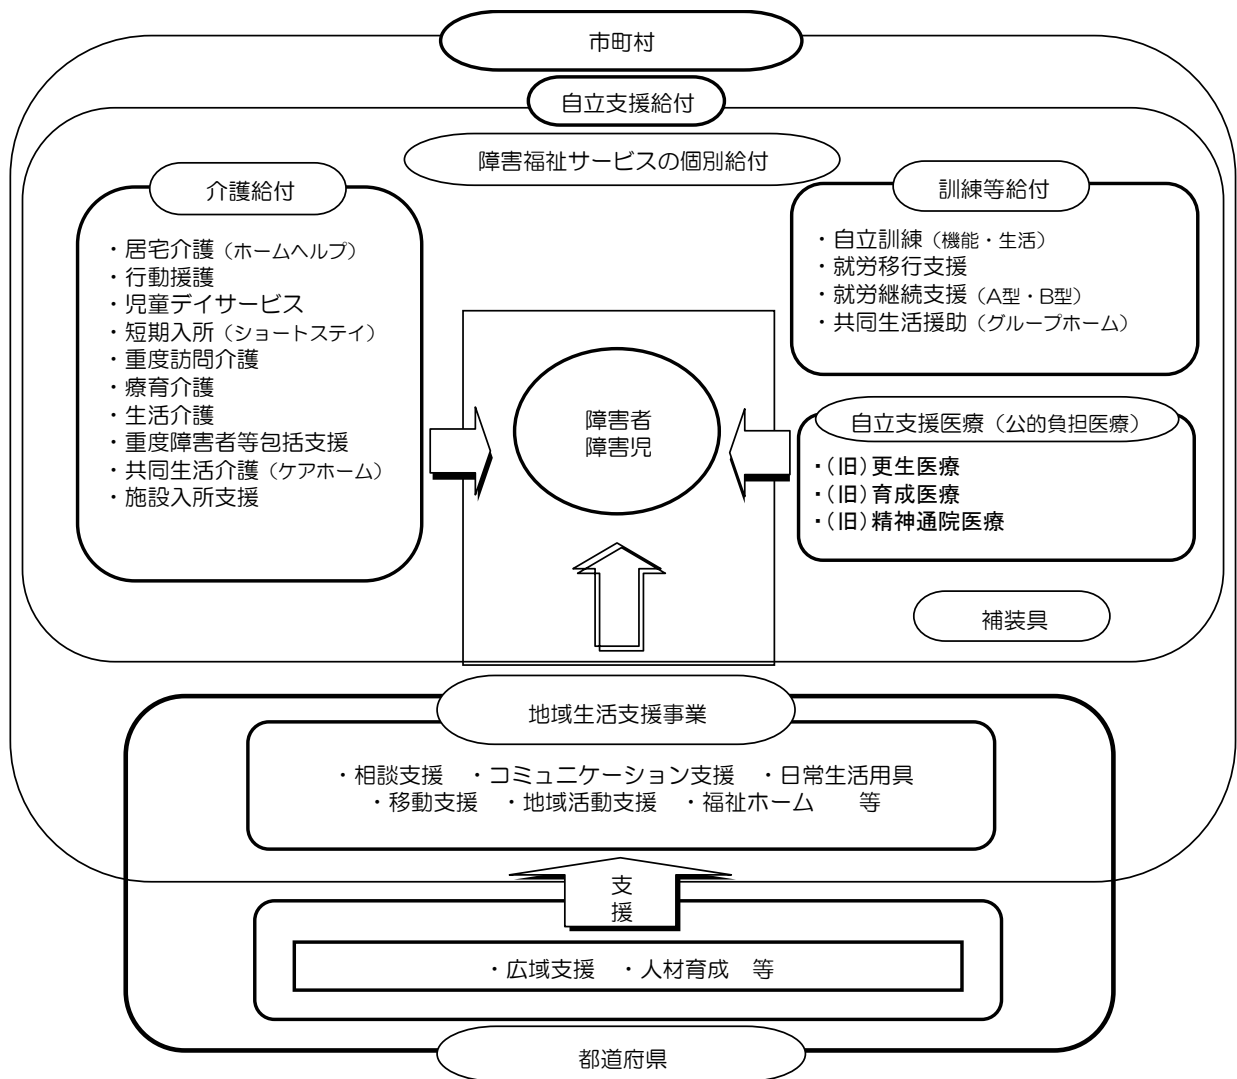 市町村
自立支援給付
障害福祉サービスの個別給付
介護給付
・居宅介護（ホームヘルプ）
・行動援護
・児童デイサービス
・短期入所（ショートステイ）
・重度訪問介護
・療育介護
・生活介護
・重度障害者等包括支援
・共同生活介護（ケアホーム）
・施設入所支援
訓練等給付
・自立訓練（機能・生活）
・就労移行支援
・就労継続支援（A型・B型）
・共同生活援助（グループホーム）
障害者
障害児
自立支援医療（公的負担医療）
・（旧）更生医療
・（旧）育成医療
・（旧）精神通院医療
補装具
地域生活支援事業
・相談支援　・コミュニケーション支援　・日常生活用具
・移動支援　・地域活動支援　・福祉ホーム　　等
支
援
・広域支援　・人材育成　等
都道府県